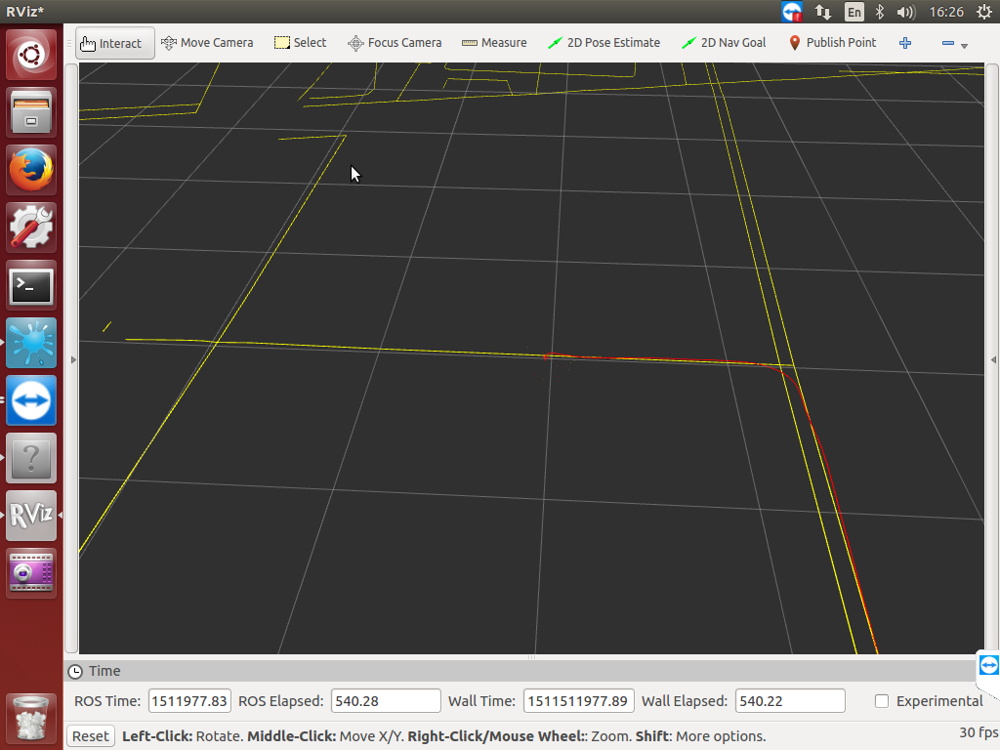 RViz*
En
16:26
Interact
Move Camera
Select
Focus Camera
Measure
2D Pose Estimate
2D Nav Goal
Publish Point
>_
?
RViz
Time
ROS Time: 1511977.83 ROS Elapsed: 540.28 Wall Time: 1511511977.89 Wall Elapsed: 540.22 Experimental
Reset Left-Click: Rotate. Middle-Click: Move X/Y. Right-Click/Mouse Wheel:: Zoom. Shift: More options. 30 fps